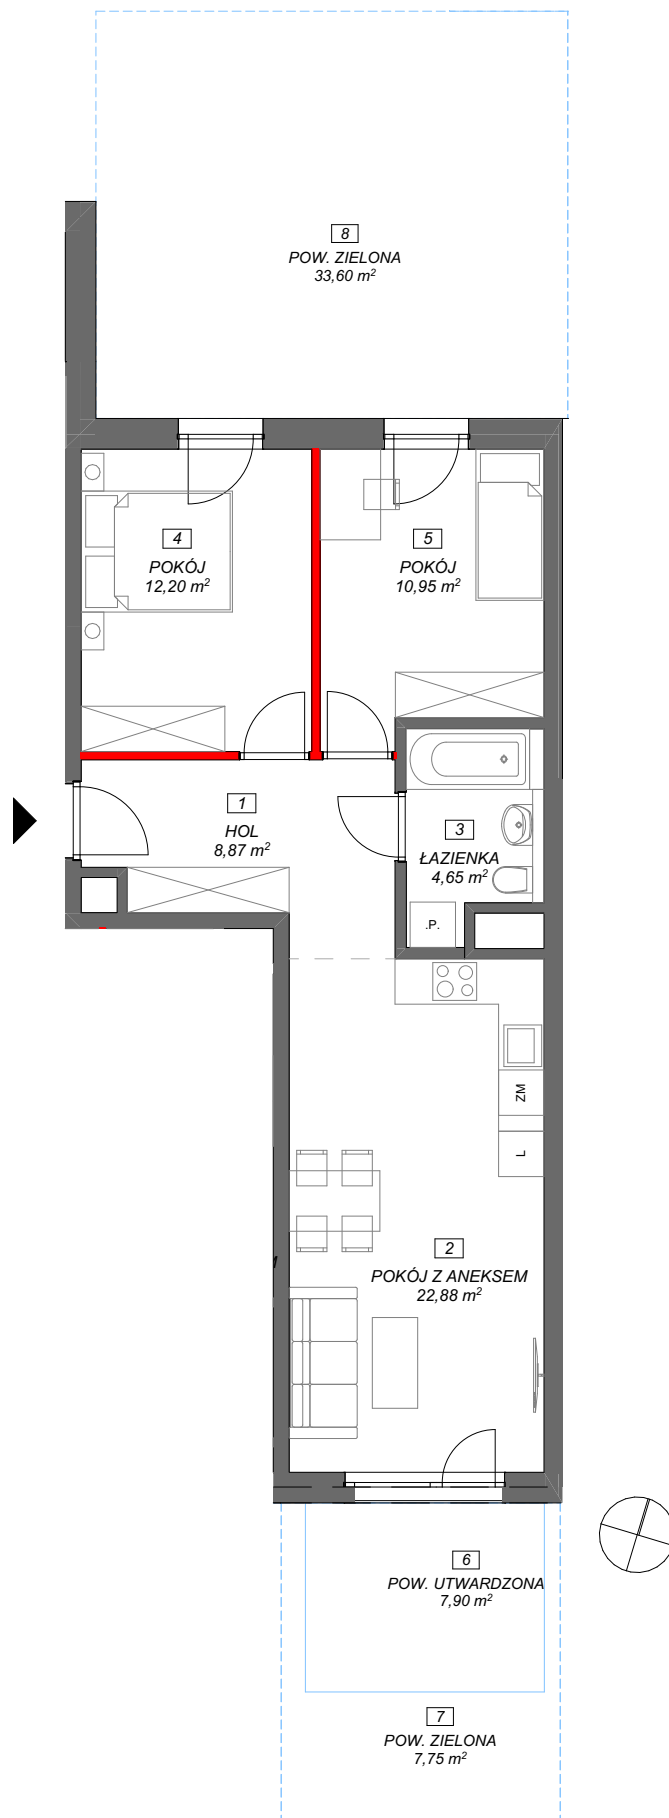 8
POW. ZIELONA
33,60 m²
4
POKÓJ
12,20 m²
5
POKÓJ
10,95 m²
1
HOL
8,87 m²
3
ŁAZIENKA
4,65 m²
.P.
ZM
L
2
POKÓJ Z ANEKSEM
22,88 m²
6
POW. UTWARDZONA
7,90 m²
7
POW. ZIELONA
7,75 m²